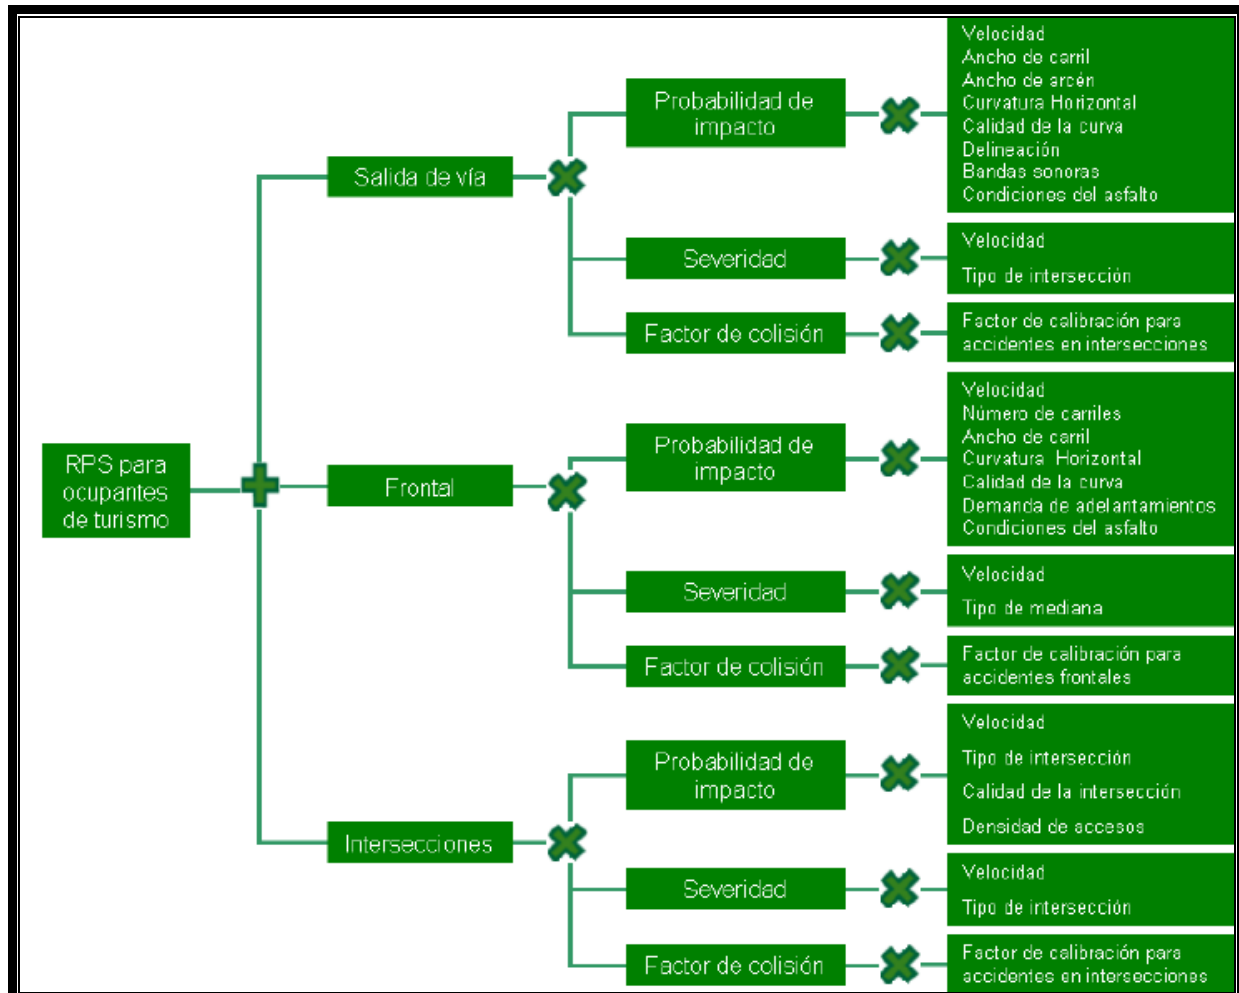 RPS para
ocupantes
de turismo
Salida de vía
Probabilidad de
impacto
Velocidad
Ancho de carril
Ancho de arcén
Curvatura Horizontal
Calidad de la curva
Delineación
Bandas sonoras
Condiciones del asfalto
Severidad
Velocidad
Tipo de intersección
Factor de colisión
Factor de calibración para
accidentes en intersecciones
Frontal
Probabilidad de
impacto
Velocidad
Número de carriles
Ancho de carril
Curvatura Horizontal
Calidad de la curva
Demanda de adelantamientos
Condiciones del asfalto
Severidad
Velocidad
Tipo de mediana
Factor de colisión
Factor de calibración para
accidentes frontales
Intersecciones
Probabilidad de
impacto
Velocidad
Tipo de intersección
Calidad de la intersección
Densidad de accesos
Severidad
Velocidad
Tipo de intersección
Factor de colisión
Factor de calibración para
accidentes en intersecciones